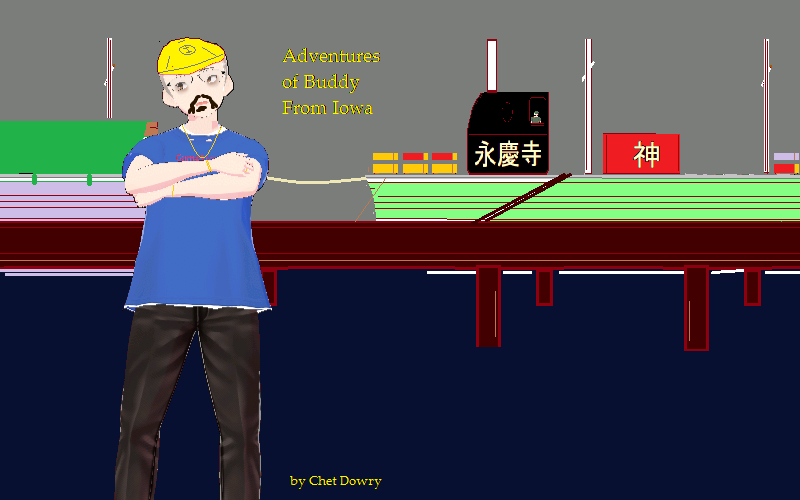 Adventures
of Buddy
From Iowa
永慶寺
神
by Chet Dowry